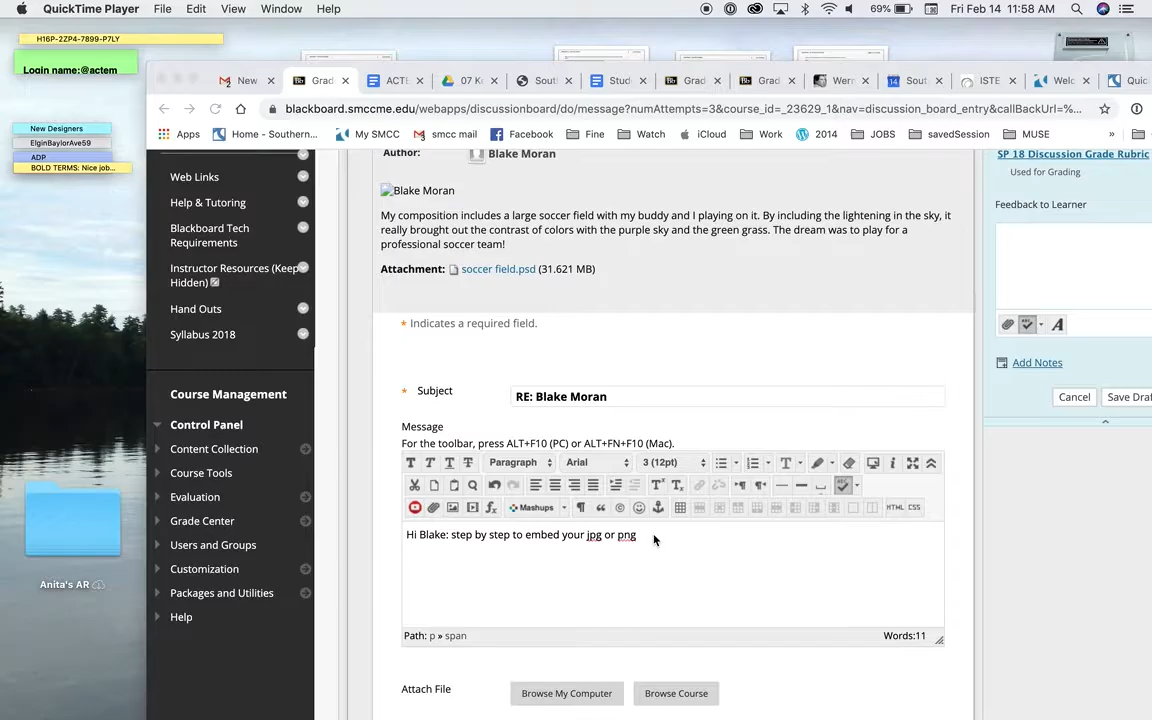 QuickTime Player File Edit View Window Help 69% Fri Feb 14 11:58 AM
H16P-2ZP4-7899-P7LY
Login name:@actem
New Designers
ElginBaylorAve59
ADP
BOLD TERMS: Nice job...
Anita's AR
New Grad ACTE 07 K Sout Stud Grad Grad Werr Sout ISTE Welc Quic
blackboard.smccme.edu/webapps/discussionboard/do/message?numAttempts=3&course_id=_23629_1&nav=discussion_board_entry&callBackUrl=%...
Apps Home - Southern... My SMCC smcc mail Facebook Fine Watch iCloud Work 2014 JOBS savedSession MUSE »
Web Links
Help & Tutoring
Blackboard Tech
Requirements
Instructor Resources (Keep
Hidden)
Hand Outs
Syllabus 2018
Course Management
Control Panel
Content Collection
Course Tools
Evaluation
Grade Center
Users and Groups
Customization
Packages and Utilities
Help
Author: Blake Moran
Blake Moran
My composition includes a large soccer field with my buddy and I playing on it. By including the lightening in the sky, it
really brought out the contrast of colors with the purple sky and the green grass. The dream was to play for a
professional soccer team!
Attachment: soccer field.psd (31.621 MB)
* Indicates a required field.
* Subject RE: Blake Moran
Message
For the toolbar, press ALT+F10 (PC) or ALT+FN+F10 (Mac).
T T T T Paragraph Arial 3 (12pt)
Mashups HTML CSS
Hi Blake: step by step to embed your jpg or png
Path: p » span Words:11
Attach File Browse My Computer Browse Course
SP 18 Discussion Grade Rubric
Used for Grading
Feedback to Learner
Add Notes
Cancel Save Draf